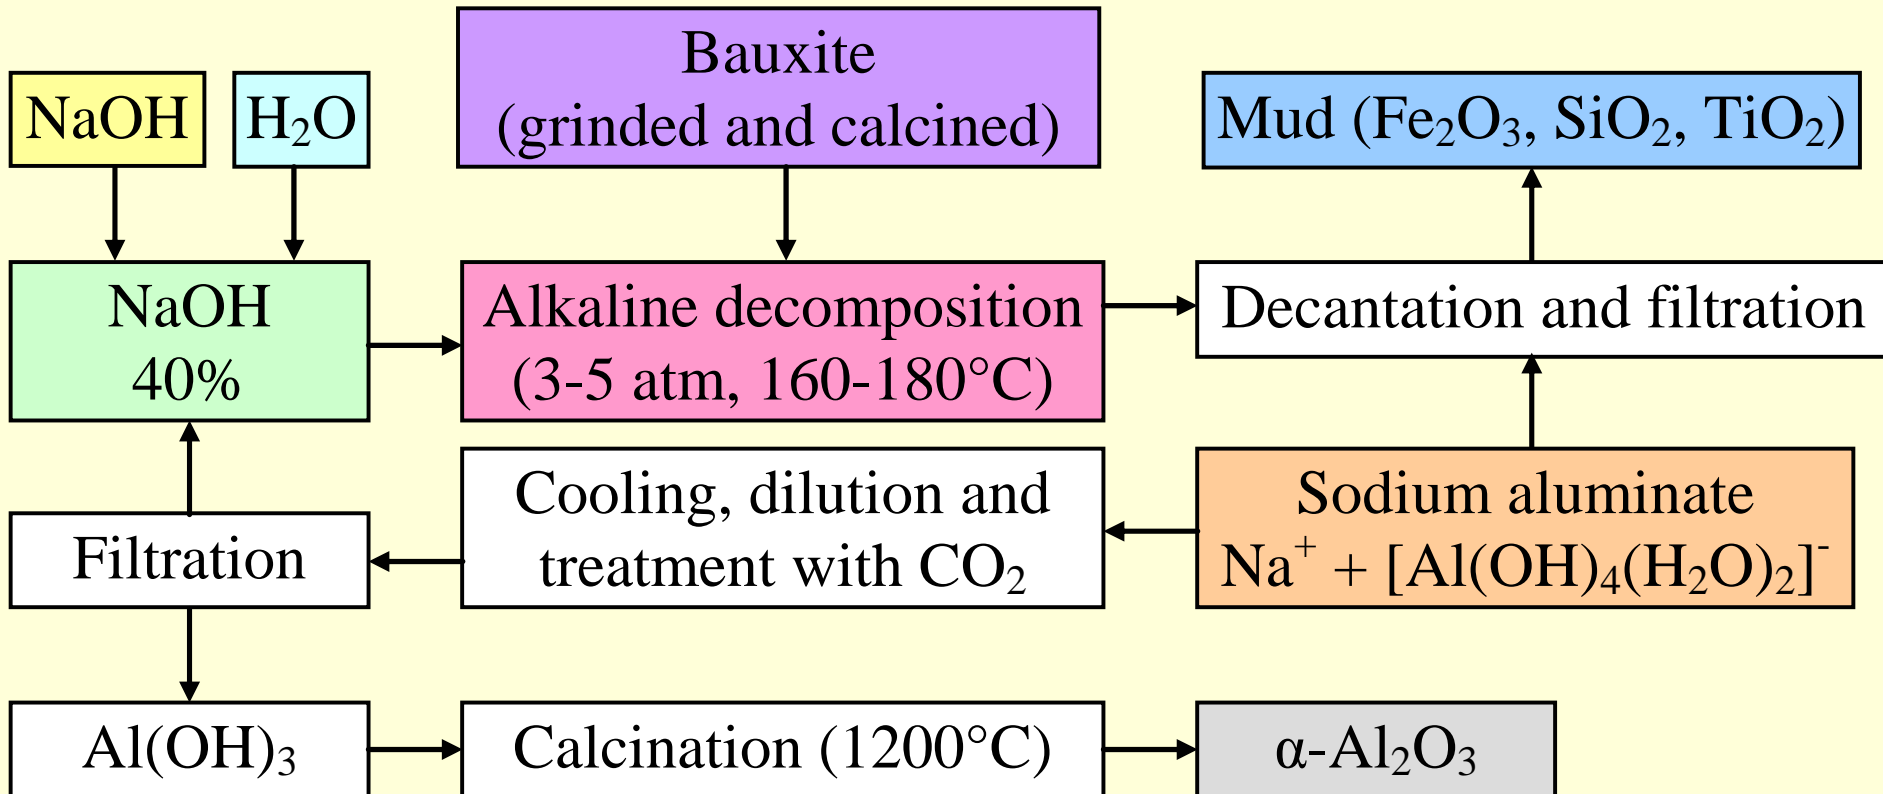 NaOH
H₂O
Bauxite
(grinded and calcined)
Mud (Fe₂O₃, SiO₂, TiO₂)
NaOH
40%
Alkaline decomposition
(3-5 atm, 160-180°C)
Decantation and filtration
Filtration
Cooling, dilution and
treatment with CO₂
Sodium aluminate
Na⁺ + [Al(OH)₄(H₂O)₂]⁻
Al(OH)₃
Calcination (1200°C)
α-Al₂O₃